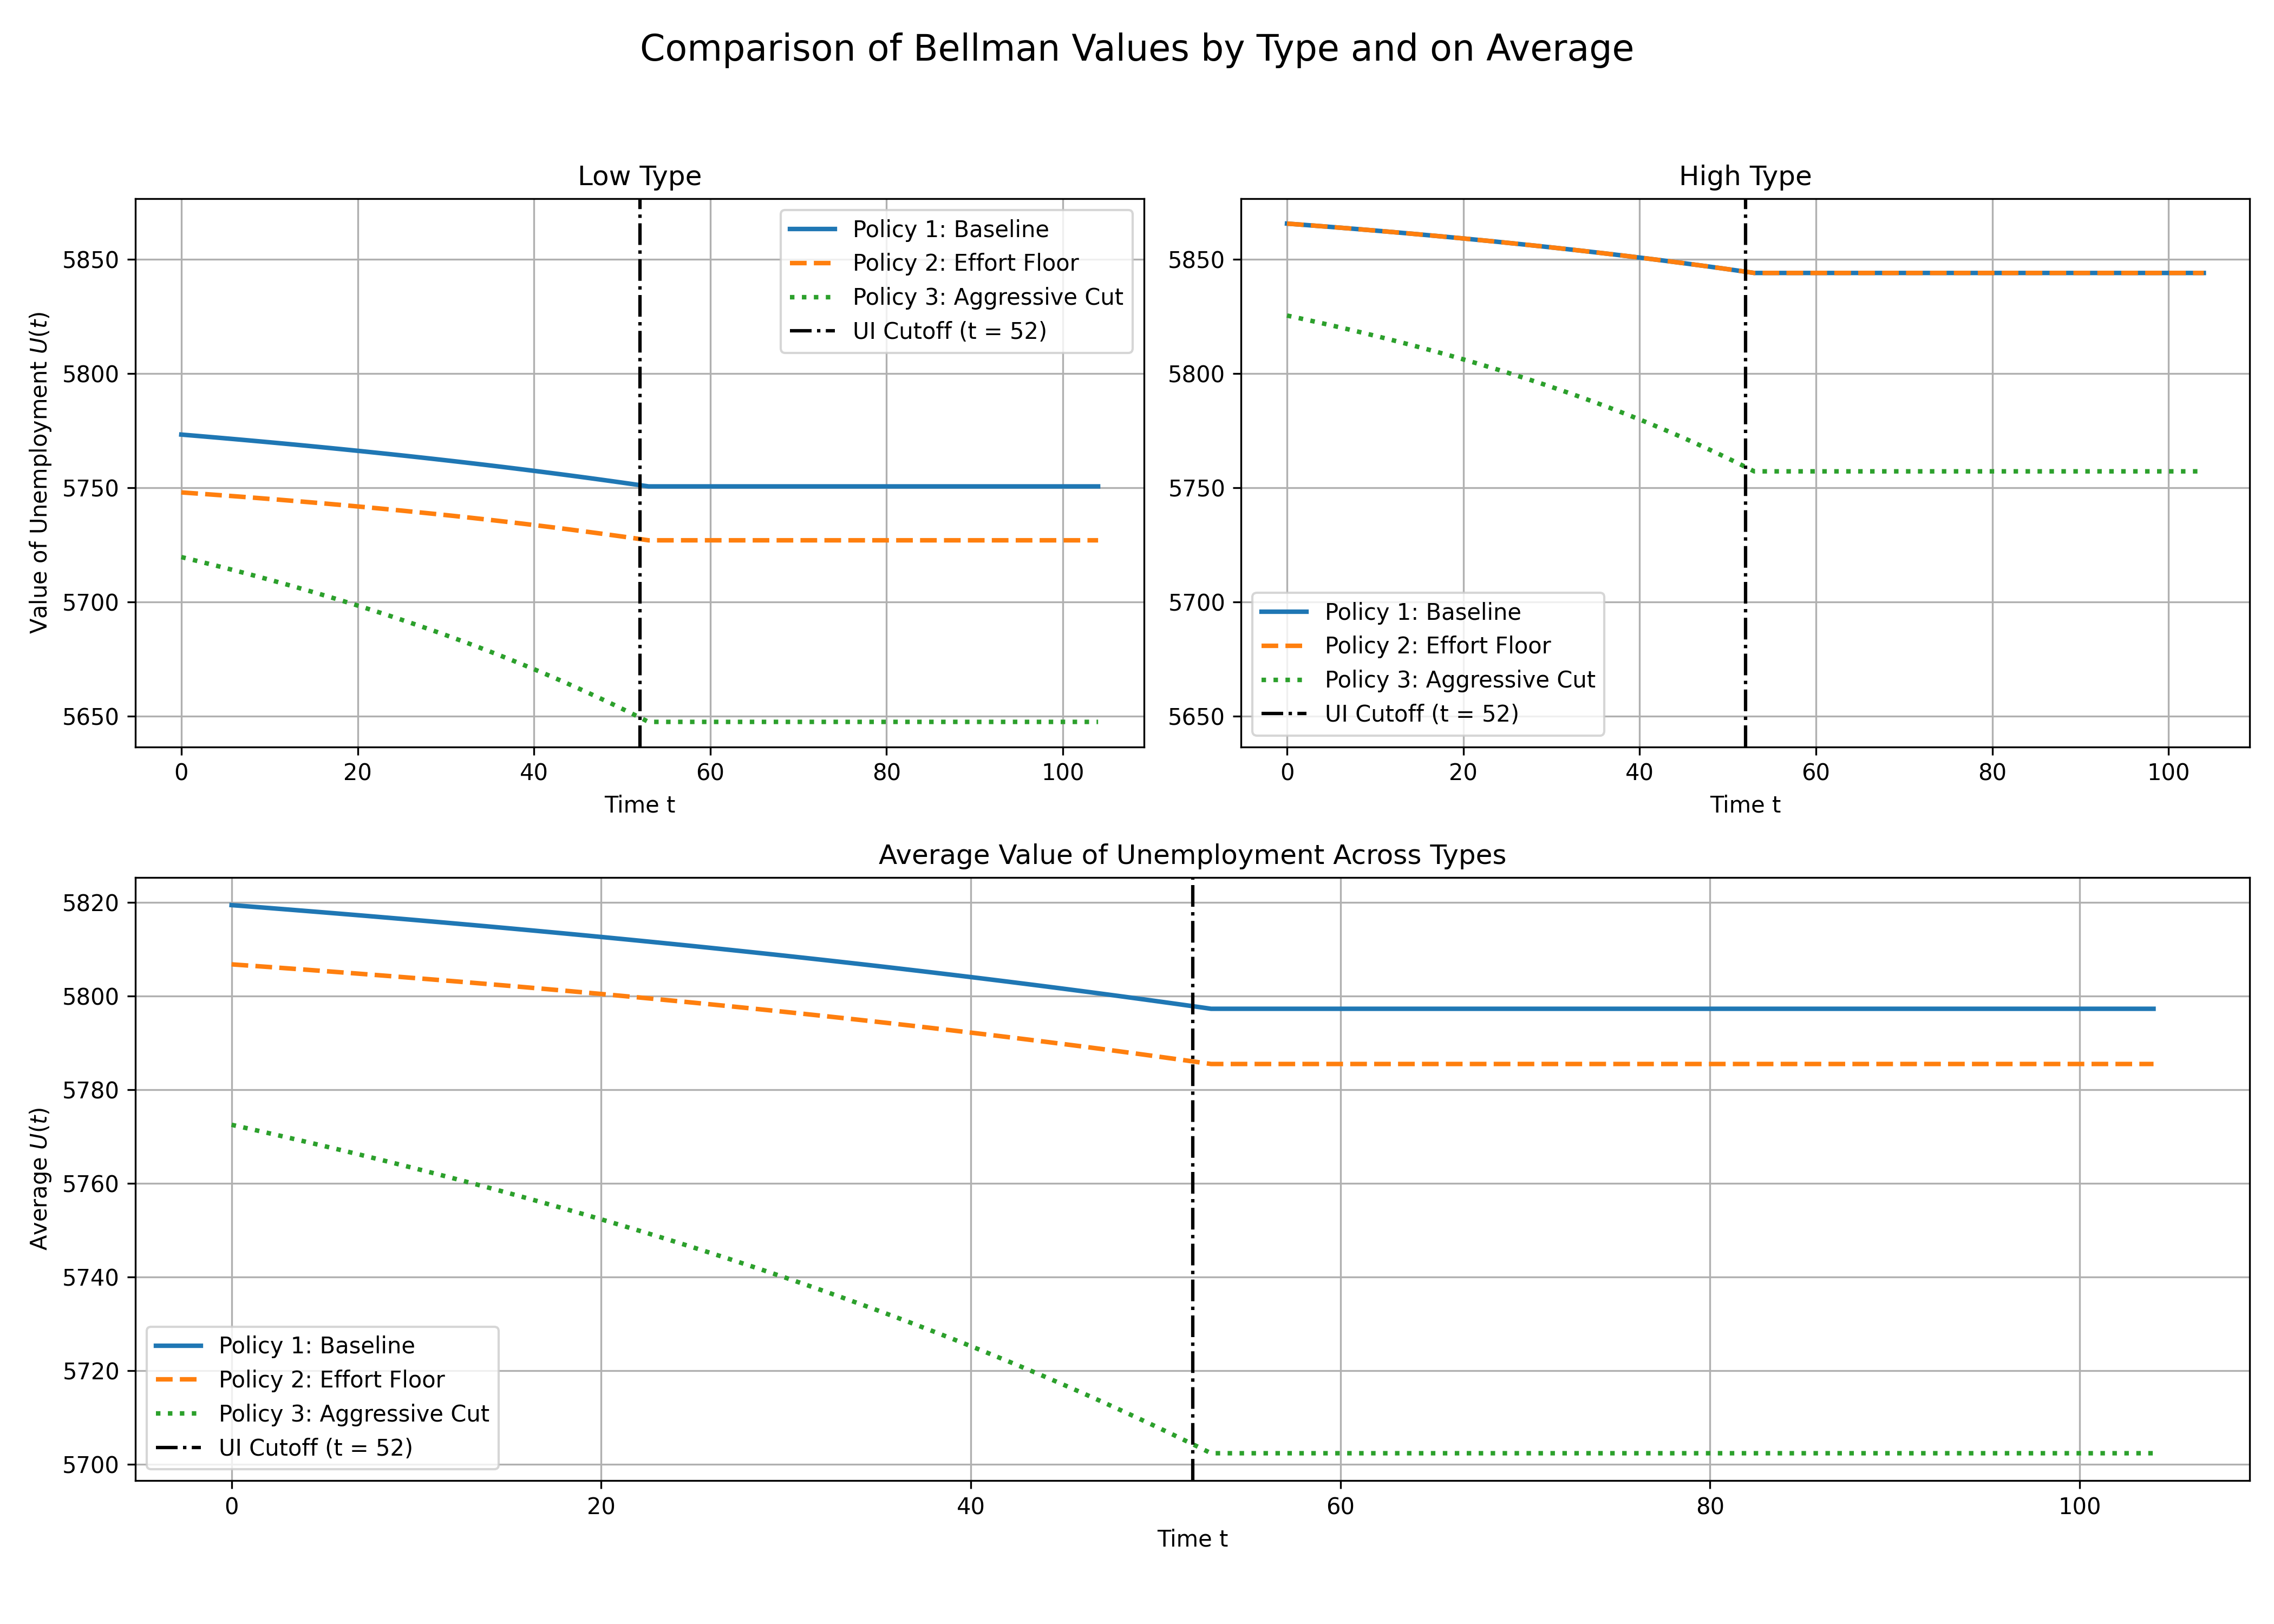 Comparison of Bellman Values by Type and on Average
Low Type
Value of Unemployment U(t)
5850
5800
5750
5700
5650
Policy 1: Baseline
Policy 2: Effort Floor
Policy 3: Aggressive Cut
UI Cutoff (t = 52)
0 20 40 60 80 100
Time t
High Type
5850
5800
5750
5700
5650
Policy 1: Baseline
Policy 2: Effort Floor
Policy 3: Aggressive Cut
UI Cutoff (t = 52)
0 20 40 60 80 100
Time t
Average Value of Unemployment Across Types
Average U(t)
5820
5800
5780
5760
5740
5720
5700
Policy 1: Baseline
Policy 2: Effort Floor
Policy 3: Aggressive Cut
UI Cutoff (t = 52)
0 20 40 60 80 100
Time t